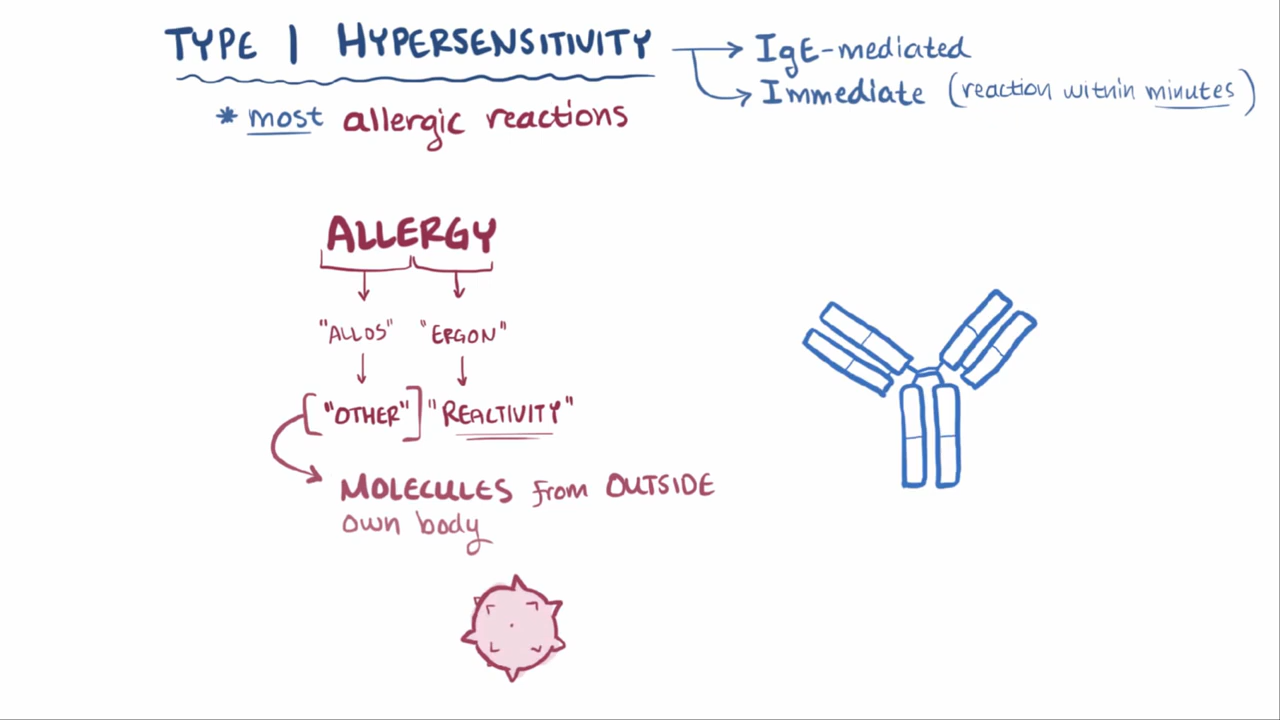 TYPE I HYPERSENSITIVITY
IgE-mediated
Immediate (reaction within minutes)
* most allergic reactions
ALLERGY
"ALLOS" "ERGON"
["OTHER"] "REACTIVITY"
MOLECULES from OUTSIDE
own body